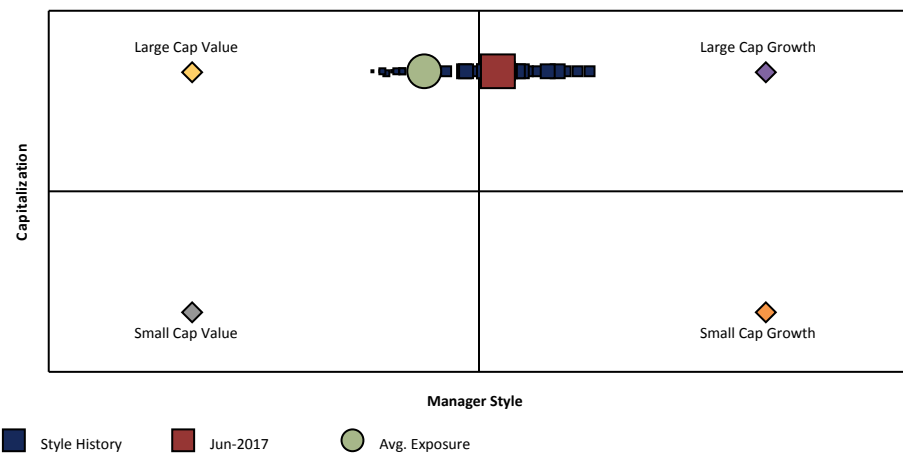 Large Cap Value
Large Cap Growth
Capitalization
Small Cap Value
Small Cap Growth
Manager Style
Style History
Jun-2017
Avg. Exposure